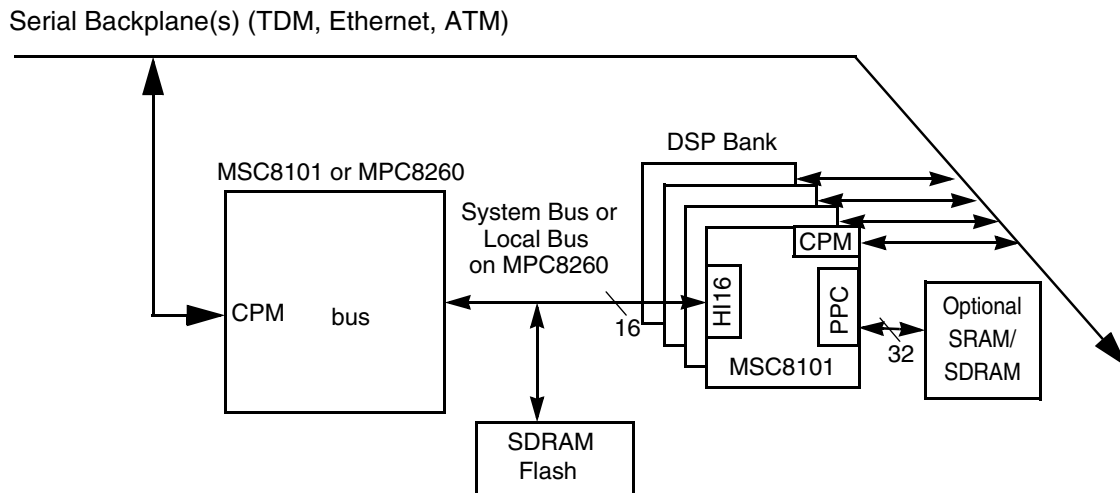 Serial Backplane(s) (TDM, Ethernet, ATM)
DSP Bank
MSC8101 or MPC8260
System Bus or
Local Bus
on MPC8260
CPM
bus
16
HI16
CPM
PPC
MSC8101
32
Optional
SRAM/
SDRAM
SDRAM
Flash